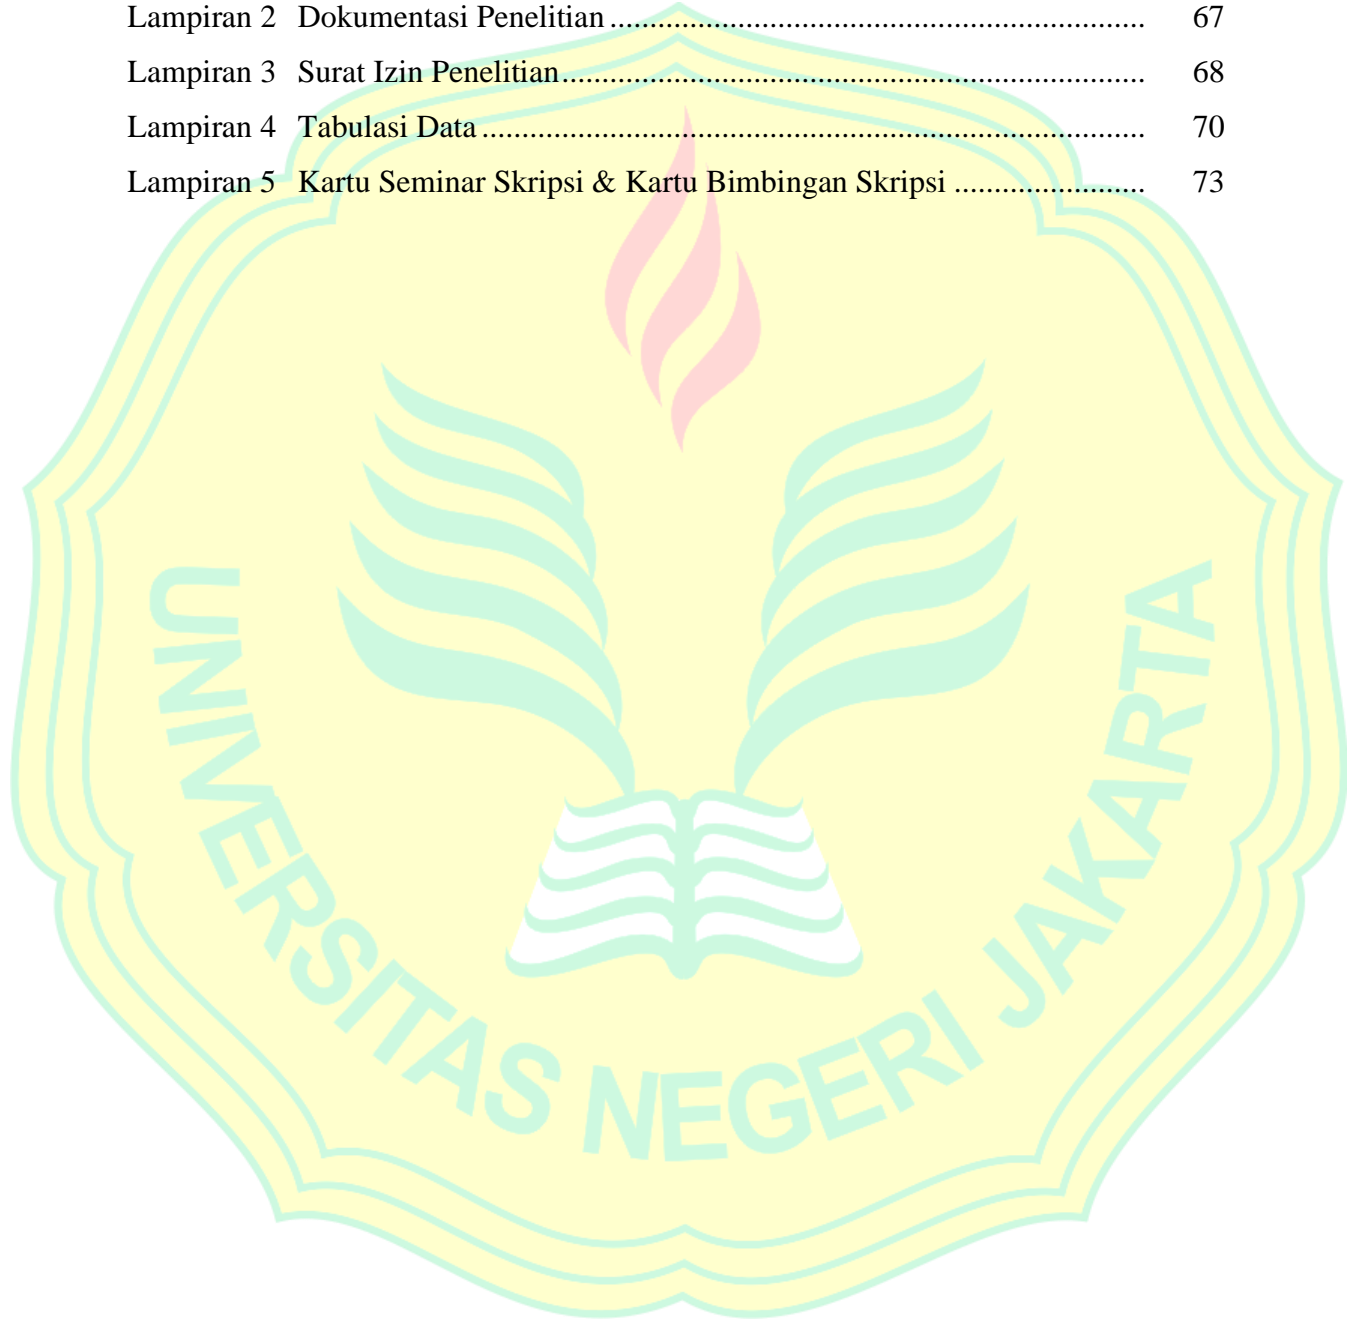 Lampiran 2 Dokumentasi Penelitian ................................................................... 67
Lampiran 3 Surat Izin Penelitian......................................................................... 68
Lampiran 4 Tabulasi Data ................................................................................... 70
Lampiran 5 Kartu Seminar Skripsi & Kartu Bimbingan Skripsi ........................ 73
UNIVERSITAS NEGERI JAKARTA